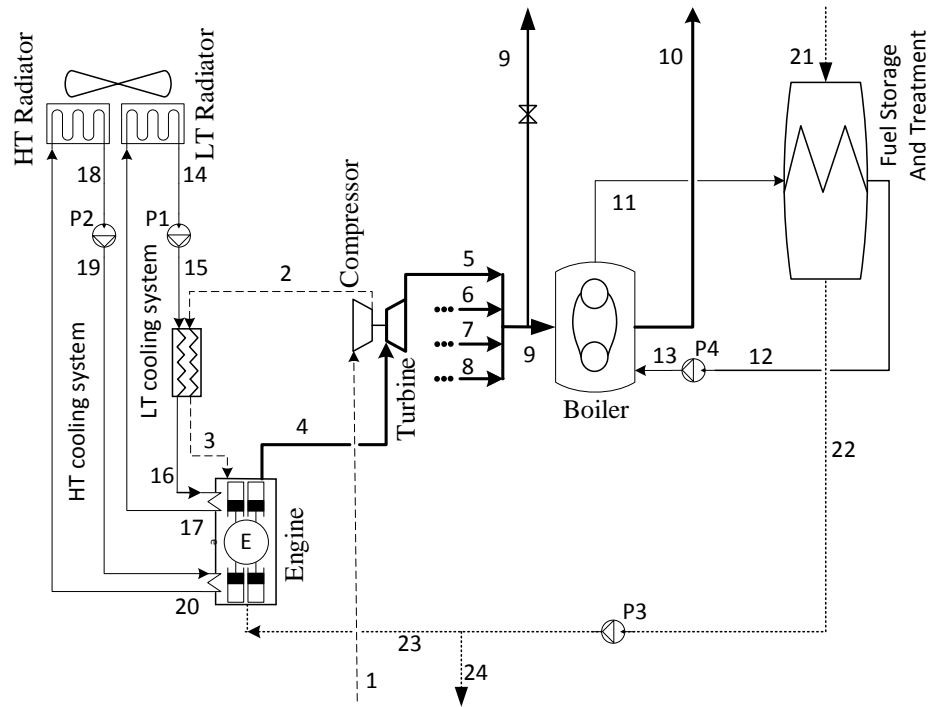 HT Radiator
LT Radiator
18
14
P2
P1
19
15
HT cooling system
LT cooling system
2
Compressor
Turbine
3
4
16
17
20
E
Engine
1
5
6
7
8
9
9
10
11
Boiler
13
P4
12
21
Fuel Storage
And Treatment
22
P3
23
24